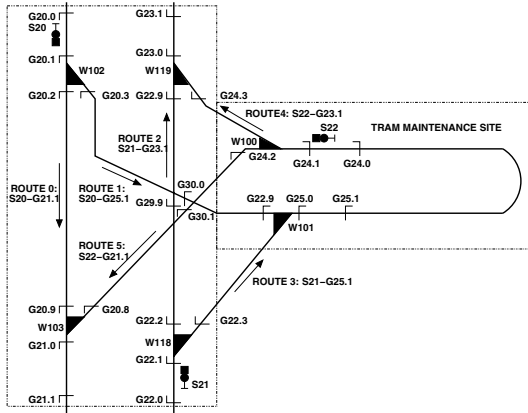 G20.0
G23.1
S20
G20.1
G23.0
W102
W119
G20.2
G20.3
G22.9
G24.3
ROUTE4: S22-G23.1
TRAM MAINTENANCE SITE
S22
ROUTE 2
S21-G23.1
W100
G24.2
G24.1
G24.0
ROUTE 0:
S20-G21.1
ROUTE 1:
S20-G25.1
G30.0
G29.9
G30.1
G22.9
G25.0
G25.1
W101
ROUTE 5:
S22-G21.1
ROUTE 3: S21-G25.1
G20.9
G20.8
G22.2
G22.3
W103
G21.0
W118
G22.1
S21
G21.1
G22.0